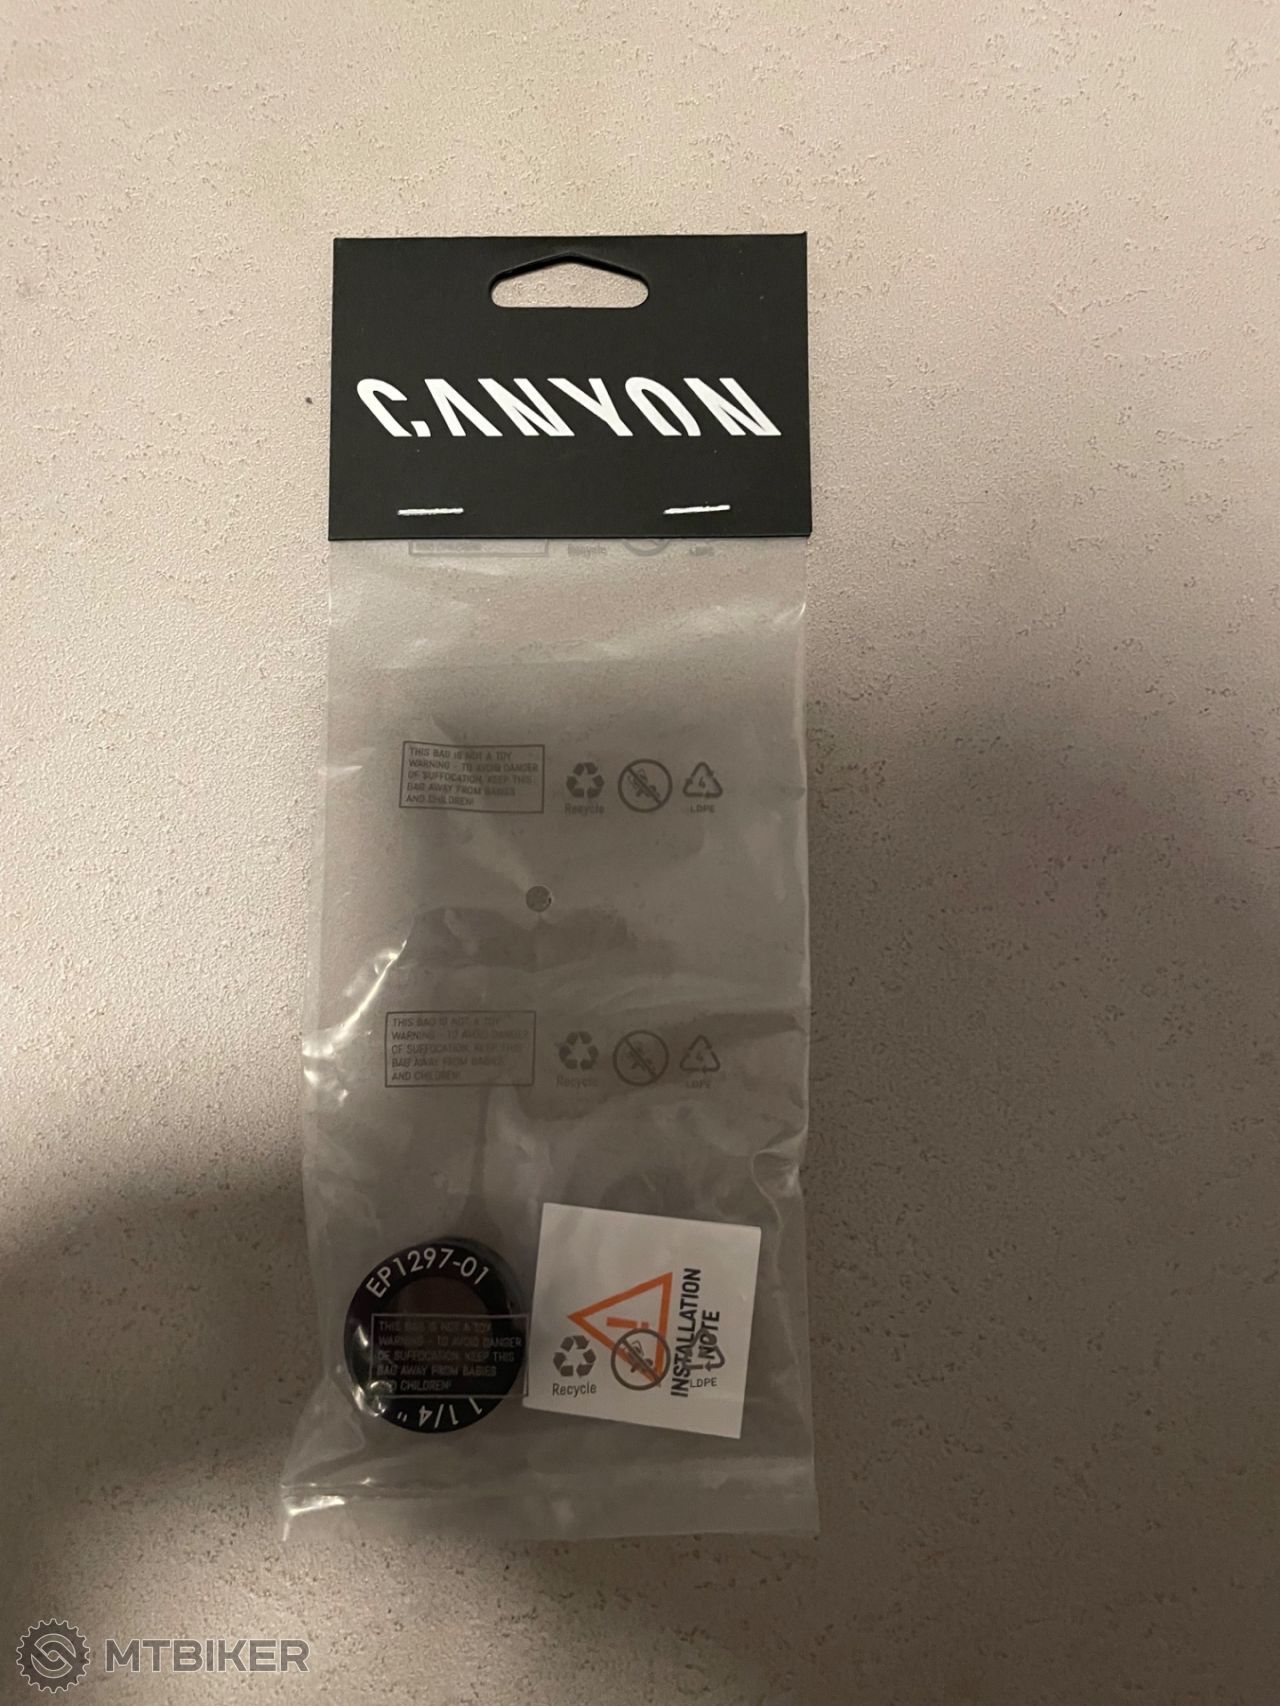 CANYON
Recycle
LDPE
THIS BAG IS NOT A TOY
WARNING - TO AVOID DANGER
OF SUFFOCATION, KEEP THIS
BAG AWAY FROM BABIES
AND CHILDREN!
Recycle
4
LDPE
THIS BAG IS NOT A TOY
WARNING - TO AVOID DANGER
OF SUFFOCATION, KEEP THIS
BAG AWAY FROM BABIES
AND CHILDREN!
Recycle
4
LDPE
EP1297-01
THIS BAG IS NOT A TOY
WARNING - TO AVOID DANGER
OF SUFFOCATION, KEEP THIS
BAG AWAY FROM BABIES
AND CHILDREN!
1 1/4"
Recycle
LDPE
!
INSTALLATION
NOTE
MTBIKER